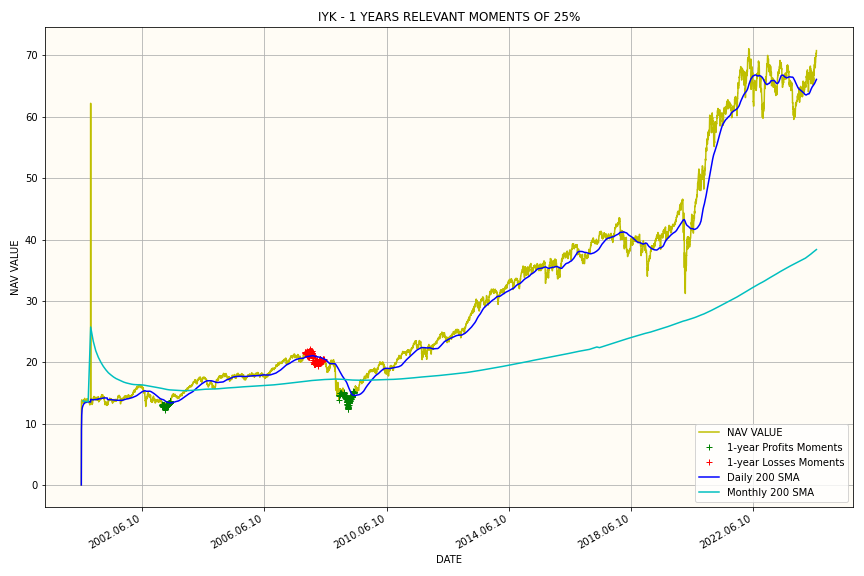 IYK - 1 YEARS RELEVANT MOMENTS OF 25%
NAV VALUE
70
60
50
40
30
20
10
0
NAV VALUE
1-year Profits Moments
1-year Losses Moments
Daily 200 SMA
Monthly 200 SMA
2002.06.10
2006.06.10
2010.06.10
2014.06.10
2018.06.10
2022.06.10
DATE